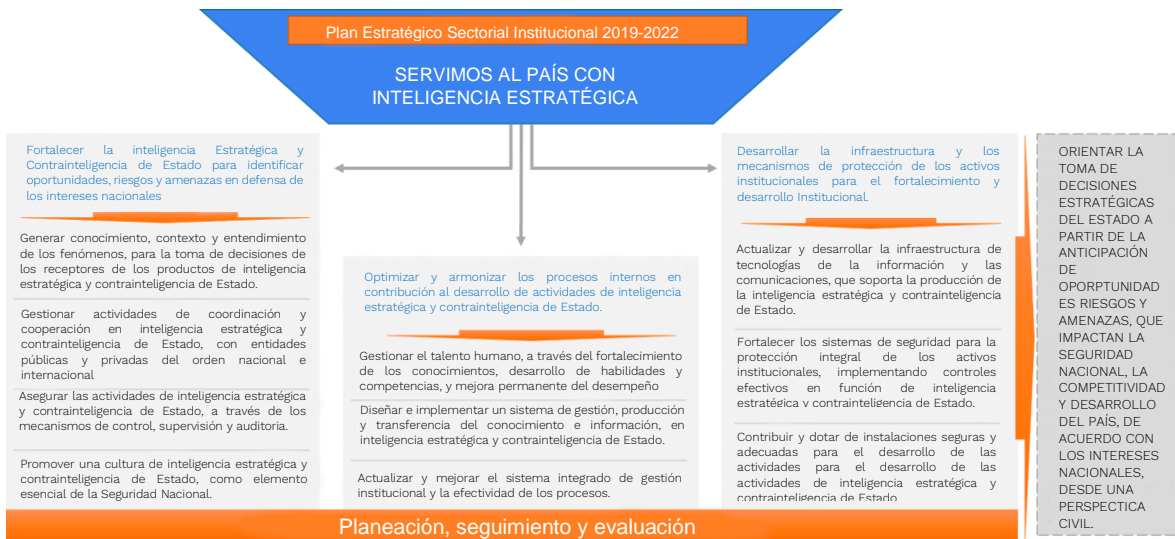 Plan Estratégico Sectorial Institucional 2019-2022
SERVIMOS AL PAÍS CON
INTELIGENCIA ESTRATÉGICA
Fortalecer la inteligencia Estratégica y
Contrainteligencia de Estado para identificar
oportunidades, riesgos y amenazas en defensa de
los intereses nacionales
Generar conocimiento, contexto y entendimiento
de los fenómenos, para la toma de decisiones de
los receptores de los productos de inteligencia
estratégica y contrainteligencia de Estado.
Gestionar actividades de coordinación y
cooperación en inteligencia estratégica y
contrainteligencia de Estado, con entidades
públicas y privadas del orden nacional e
internacional
Asegurar las actividades de inteligencia estratégica
y contrainteligencia de Estado, a través de los
mecanismos de control, supervisión y auditoria.
Promover una cultura de inteligencia estratégica y
contrainteligencia de Estado, como elemento
esencial de la Seguridad Nacional.
Optimizar y armonizar los procesos internos en
contribución al desarrollo de actividades de inteligencia
estratégica y contrainteligencia de Estado.
Gestionar el talento humano, a través del fortalecimiento
de los conocimientos, desarrollo de habilidades y
competencias, y mejora permanente del desempeño
Diseñar e implementar un sistema de gestión, producción
y transferencia del conocimiento e información, en
inteligencia estratégica y contrainteligencia de Estado.
Actualizar y mejorar el sistema integrado de gestión
institucional y la efectividad de los procesos.
Desarrollar la infraestructura y los
mecanismos de protección de los activos
institucionales para el fortalecimiento y
desarrollo Institucional.
Actualizar y desarrollar la infraestructura de
tecnologías de la información y las
comunicaciones, que soporta la producción de
la inteligencia estratégica y contrainteligencia
de Estado.
Fortalecer los sistemas de seguridad para la
protección integral de los activos
institucionales, implementando controles
efectivos en función de inteligencia
estratégica y contrainteligencia de Estado.
Contribuir y dotar de instalaciones seguras y
adecuadas para el desarrollo de las
actividades para el desarrollo de las
actividades de inteligencia estratégica y
contrainteligencia de Estado
ORIENTAR LA
TOMA DE
DECISIONES
ESTRATÉGICAS
DEL ESTADO A
PARTIR DE LA
ANTICIPACIÓN
DE
OPORPTUNIDAD
ES RIESGOS Y
AMENAZAS, QUE
IMPACTAN LA
SEGURIDAD
NACIONAL, LA
COMPETITIVIDAD
Y DESARROLLO
DEL PAÍS, DE
ACUERDO CON
LOS INTERESES
NACIONALES,
DESDE UNA
PERSPECTICA
CIVIL.
Planeación, seguimiento y evaluación